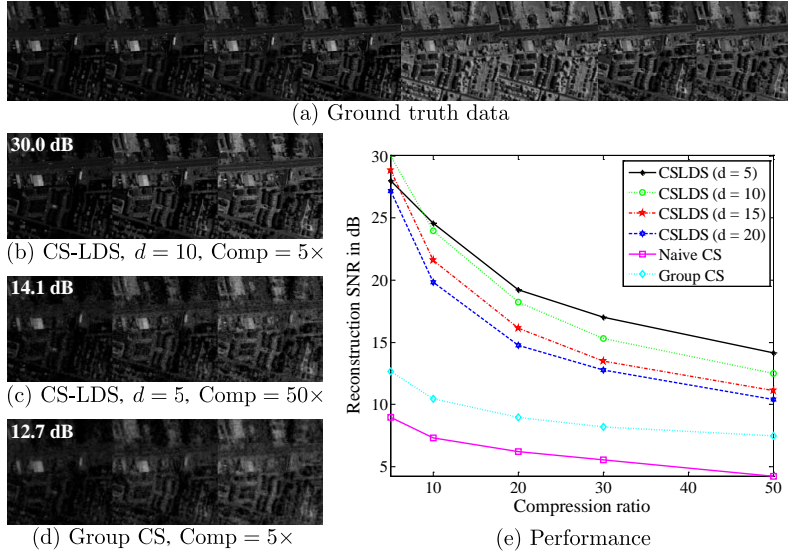 (a) Ground truth data
30.0 dB
(b) CS-LDS, d = 10, Comp = 5×
14.1 dB
(c) CS-LDS, d = 5, Comp = 50×
12.7 dB
(d) Group CS, Comp = 5×
30
25
20
15
10
5
Reconstruction SNR in dB
10 20 30 40 50
Compression ratio
CSLDS (d = 5)
CSLDS (d = 10)
CSLDS (d = 15)
CSLDS (d = 20)
Naive CS
Group CS
(e) Performance